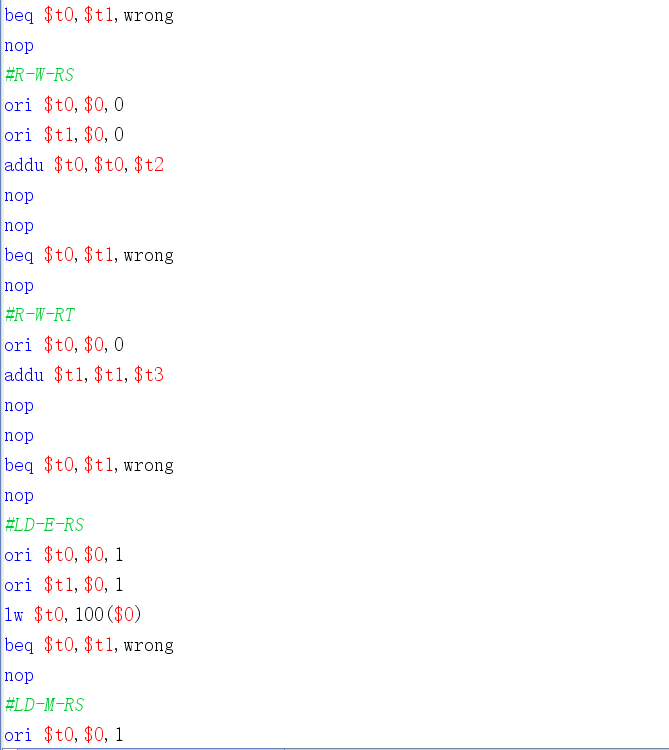 beq $t0,$t1,wrong
nop
#R-W-RS
ori $t0,$0,0
ori $t1,$0,0
addu $t0,$t0,$t2
nop
nop
beq $t0,$t1,wrong
nop
#R-W-RT
ori $t0,$0,0
addu $t1,$t1,$t3
nop
nop
beq $t0,$t1,wrong
nop
#LD-E-RS
ori $t0,$0,1
ori $t1,$0,1
lw $t0,100($0)
beq $t0,$t1,wrong
nop
#LD-M-RS
ori $t0,$0,1